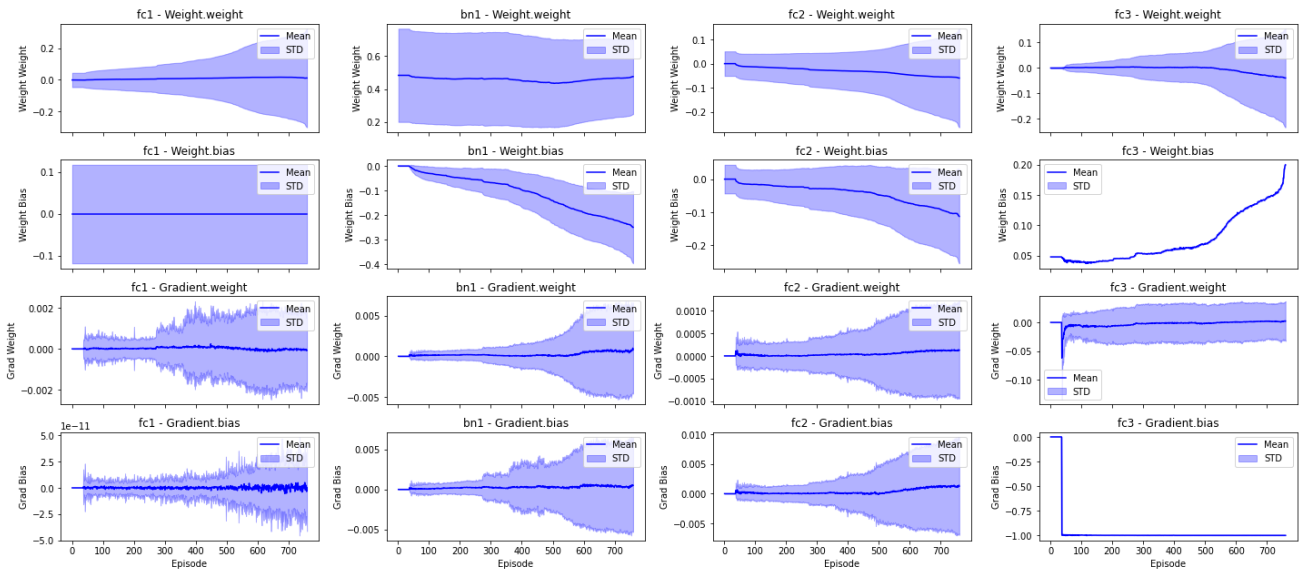 fc1 - Weight.weight
bn1 - Weight.weight
fc2 - Weight.weight
fc3 - Weight.weight
Weight Weight
0.2
0.0
−0.2
Mean
STD
Weight Weight
0.6
0.4
0.2
Mean
STD
Weight Weight
0.1
0.0
−0.1
−0.2
Mean
STD
Weight Weight
0.1
0.0
−0.1
−0.2
Mean
STD
fc1 - Weight.bias
bn1 - Weight.bias
fc2 - Weight.bias
fc3 - Weight.bias
Weight Bias
0.1
0.0
−0.1
Mean
STD
Weight Bias
0.0
−0.1
−0.2
−0.3
−0.4
Mean
STD
Weight Bias
0.0
−0.1
−0.2
Mean
STD
Weight Bias
0.20
0.15
0.10
0.05
Mean
STD
fc1 - Gradient.weight
bn1 - Gradient.weight
fc2 - Gradient.weight
fc3 - Gradient.weight
Grad Weight
0.002
0.000
−0.002
Mean
STD
Grad Weight
0.005
0.000
−0.005
Mean
STD
Grad Weight
0.0010
0.0005
0.0000
−0.0005
−0.0010
Mean
STD
Grad Weight
0.00
−0.05
−0.10
Mean
STD
fc1 - Gradient.bias
bn1 - Gradient.bias
fc2 - Gradient.bias
fc3 - Gradient.bias
1e−11
Grad Bias
5.0
2.5
0.0
−2.5
−5.0
Mean
STD
0 100 200 300 400 500 600 700
Episode
Grad Bias
0.005
0.000
−0.005
Mean
STD
0 100 200 300 400 500 600 700
Episode
Grad Bias
0.010
0.005
0.000
−0.005
Mean
STD
0 100 200 300 400 500 600 700
Episode
Grad Bias
0.00
−0.25
−0.50
−0.75
−1.00
Mean
STD
0 100 200 300 400 500 600 700
Episode